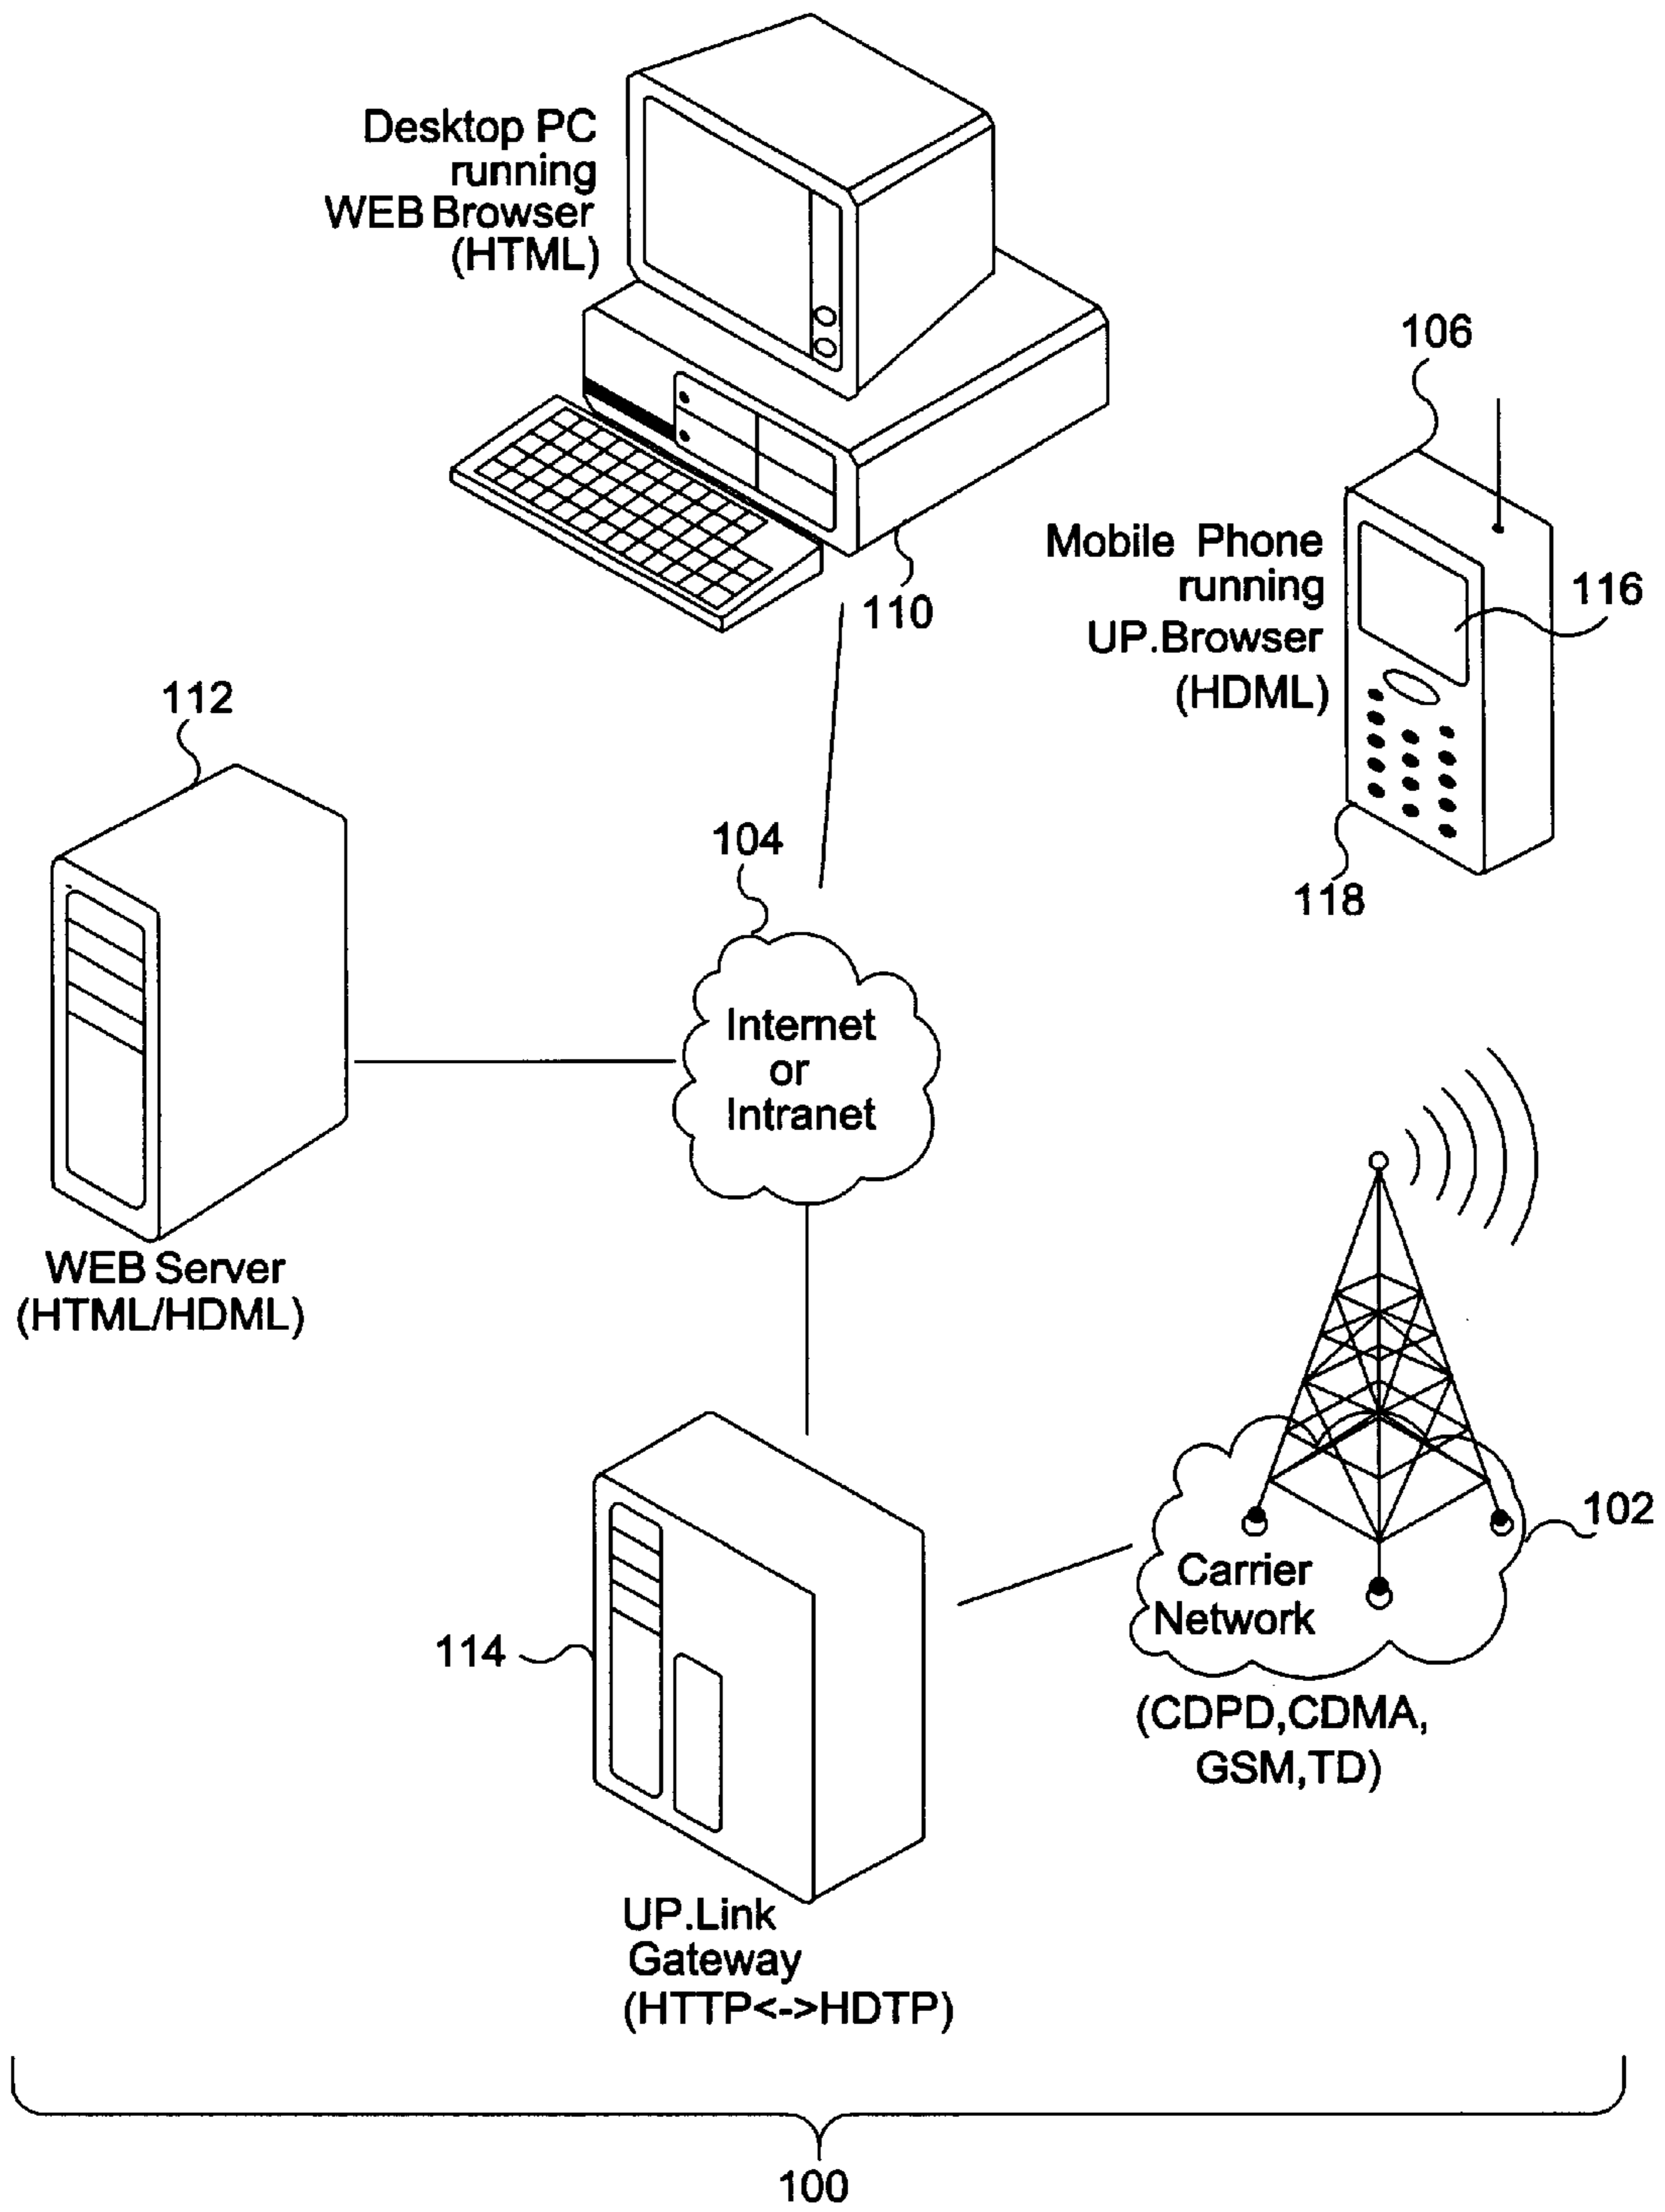 Desktop PC
running
WEB Browser
(HTML)
110
106
Mobile Phone
running
UP.Browser
(HDML)
116
118
112
WEB Server
(HTML/HDML)
104
Internet
or
Intranet
102
Carrier
Network
(CDPD,CDMA,
GSM,TD)
114
UP.Link
Gateway
(HTTP<->HDTP)
100